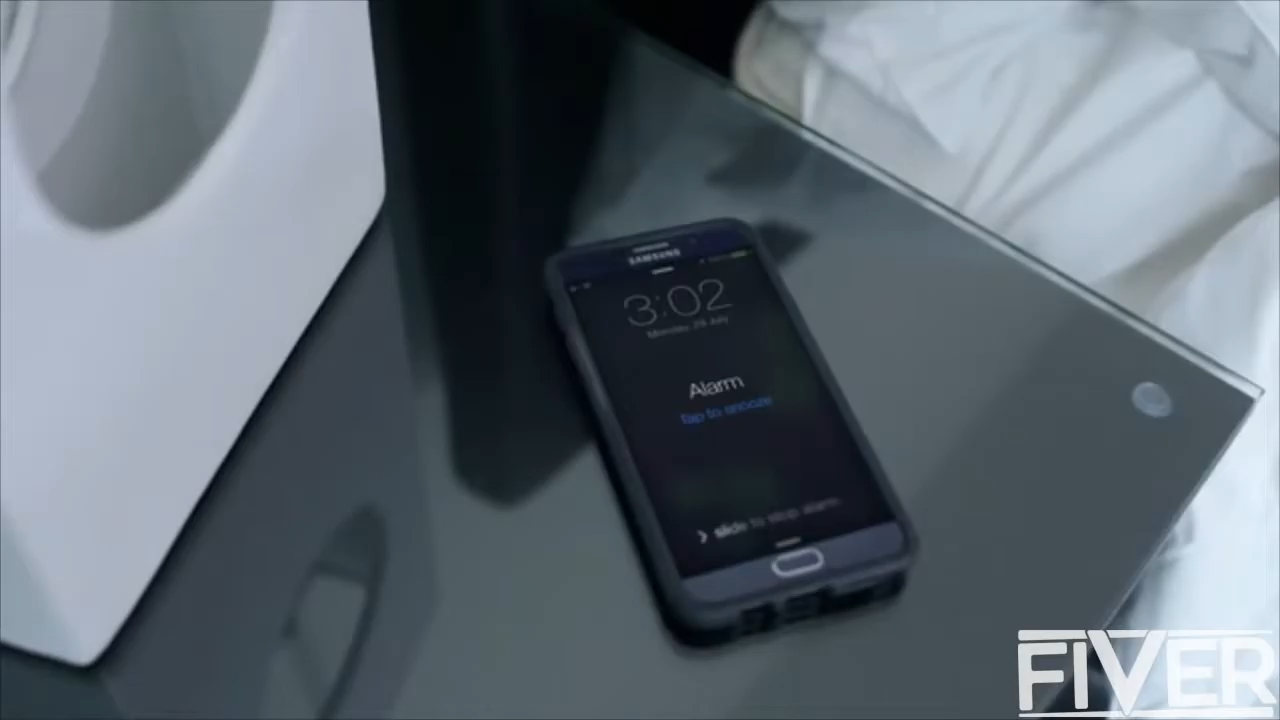 SAMSUNG
3:02
Monday 29 July
Alarm
Tap to snooze
slide to stop alarm
FIVER